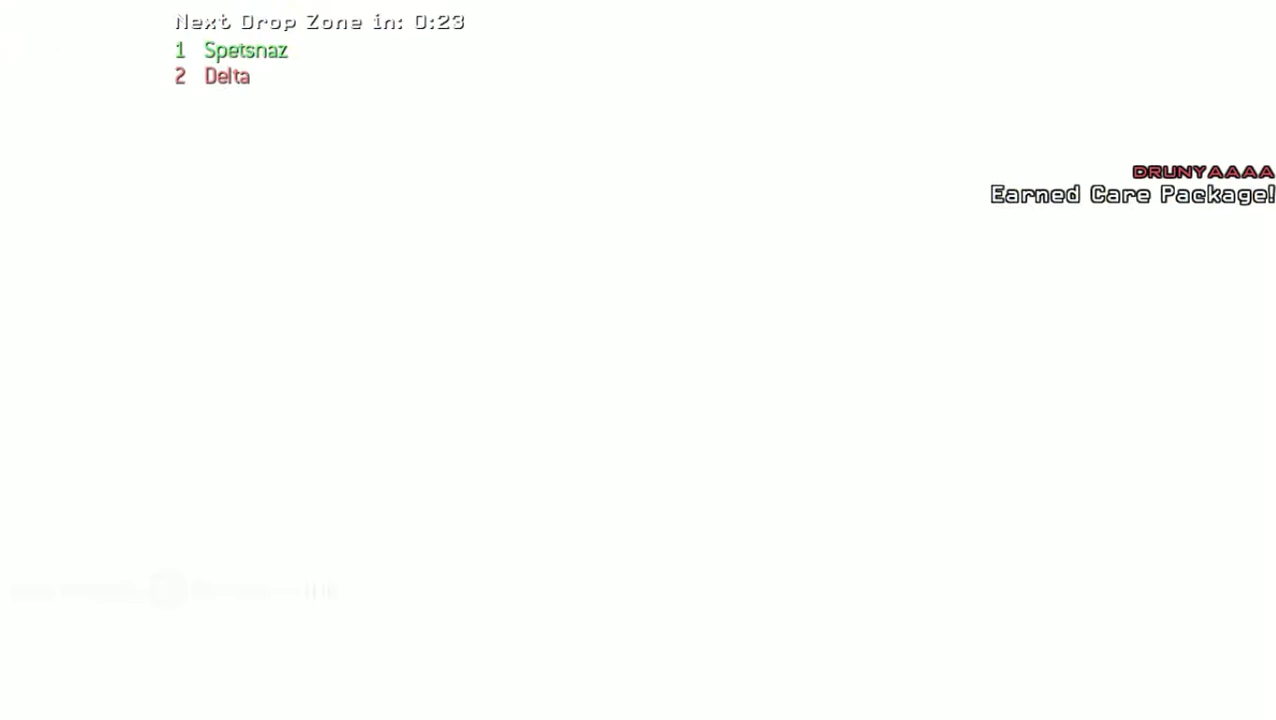 Next Drop Zone in: 0:23
1 Spetsnaz
2 Delta
DRUNYAAAA
Earned Care Package!